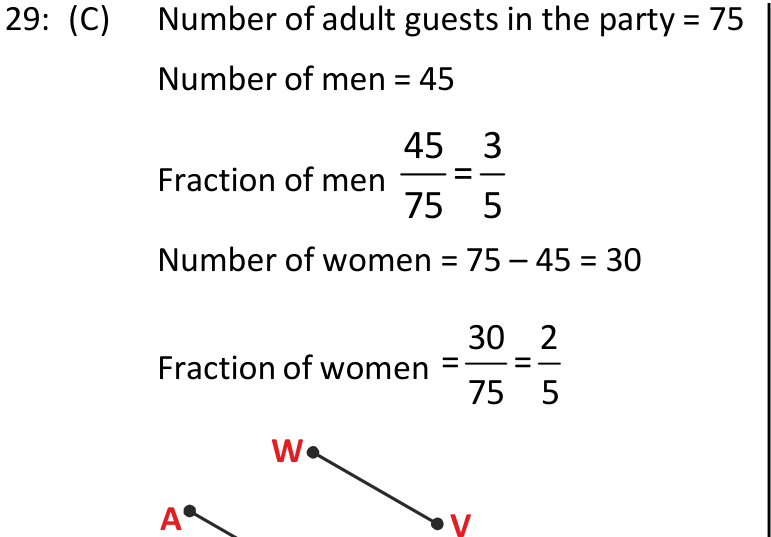 29: (C) Number of adult guests in the party = 75
Number of men = 45
Fraction of men 45/75 = 3/5
Number of women = 75 – 45 = 30
Fraction of women = 30/75 = 2/5
W
A
V